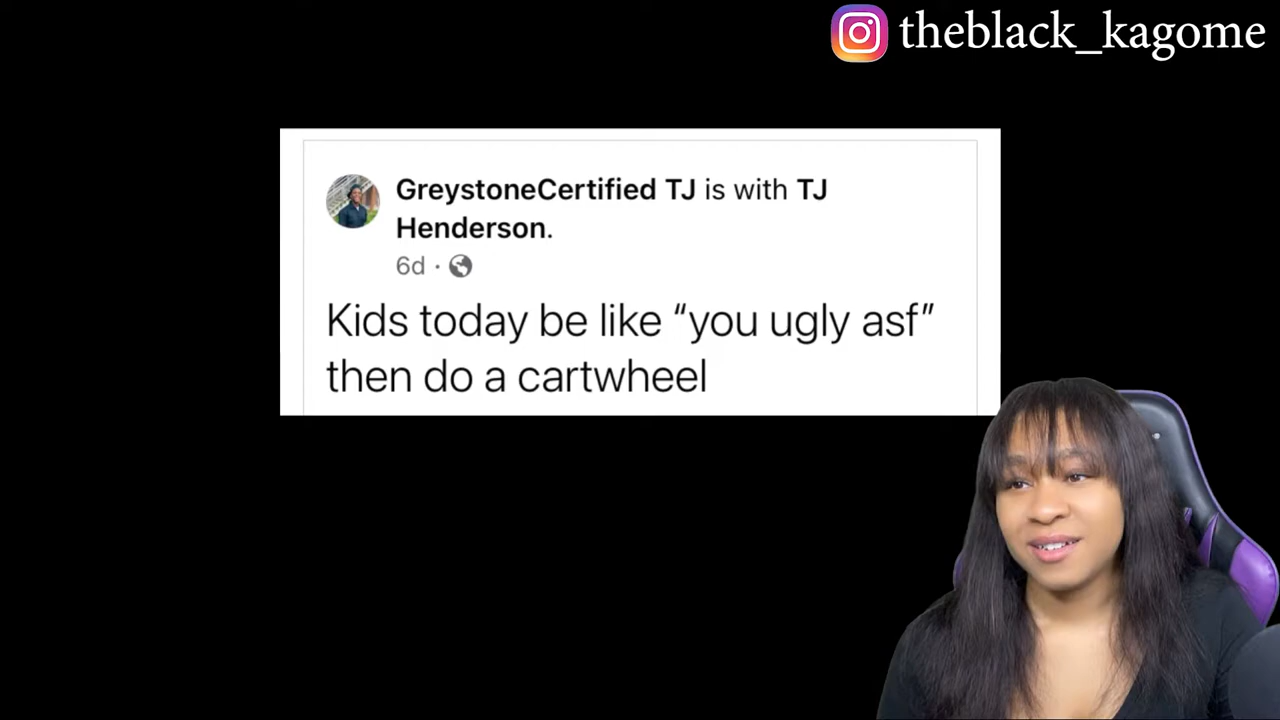 theblack_kagome
GreystoneCertified TJ is with TJ
Henderson.
6d ·
Kids today be like “you ugly asf”
then do a cartwheel